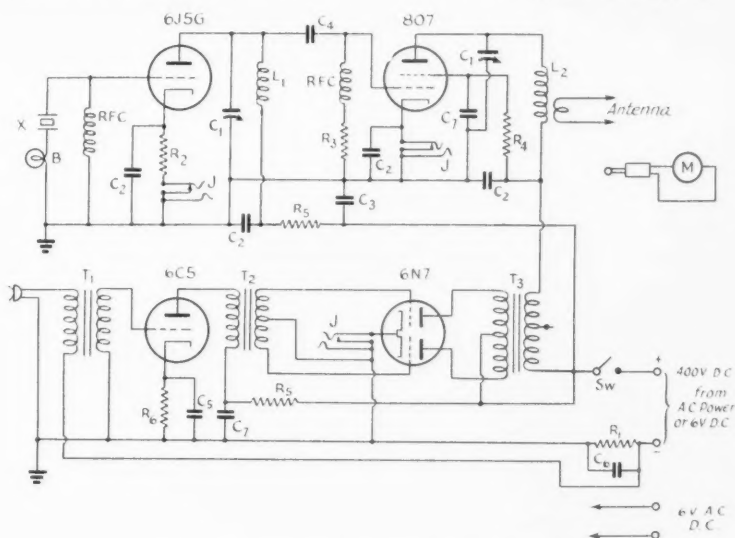 6J5G
C4
807
X
B
RFC
C2
R2
J
C1
L1
RFC
R3
C2
J
C1
C7
R4
L2
Antenna
C2
C3
C2
R5
M
T1
6C5
T2
6N7
T3
J
R6
C5
C7
R5
Sw
+
400V D.C.
from
A C Power
or 6V D.C.
R1
C6
−
6V A C
D.C.